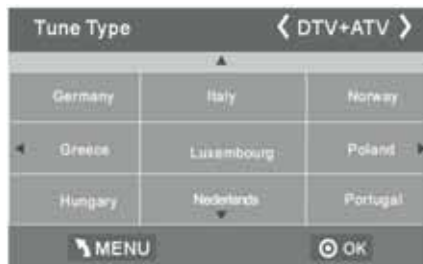 Tune Type DTV+ATV
Germany Italy Norway
Greece Luxembourg Poland
Hungary Nederlands Portugal
MENU OK